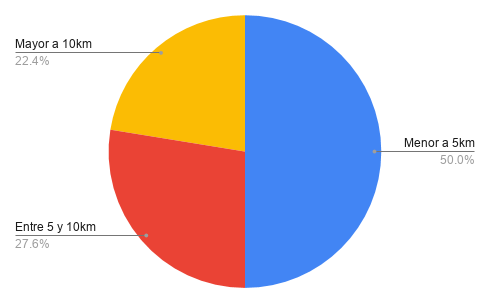 Mayor a 10km
22.4%
Menor a 5km
50.0%
Entre 5 y 10km
27.6%